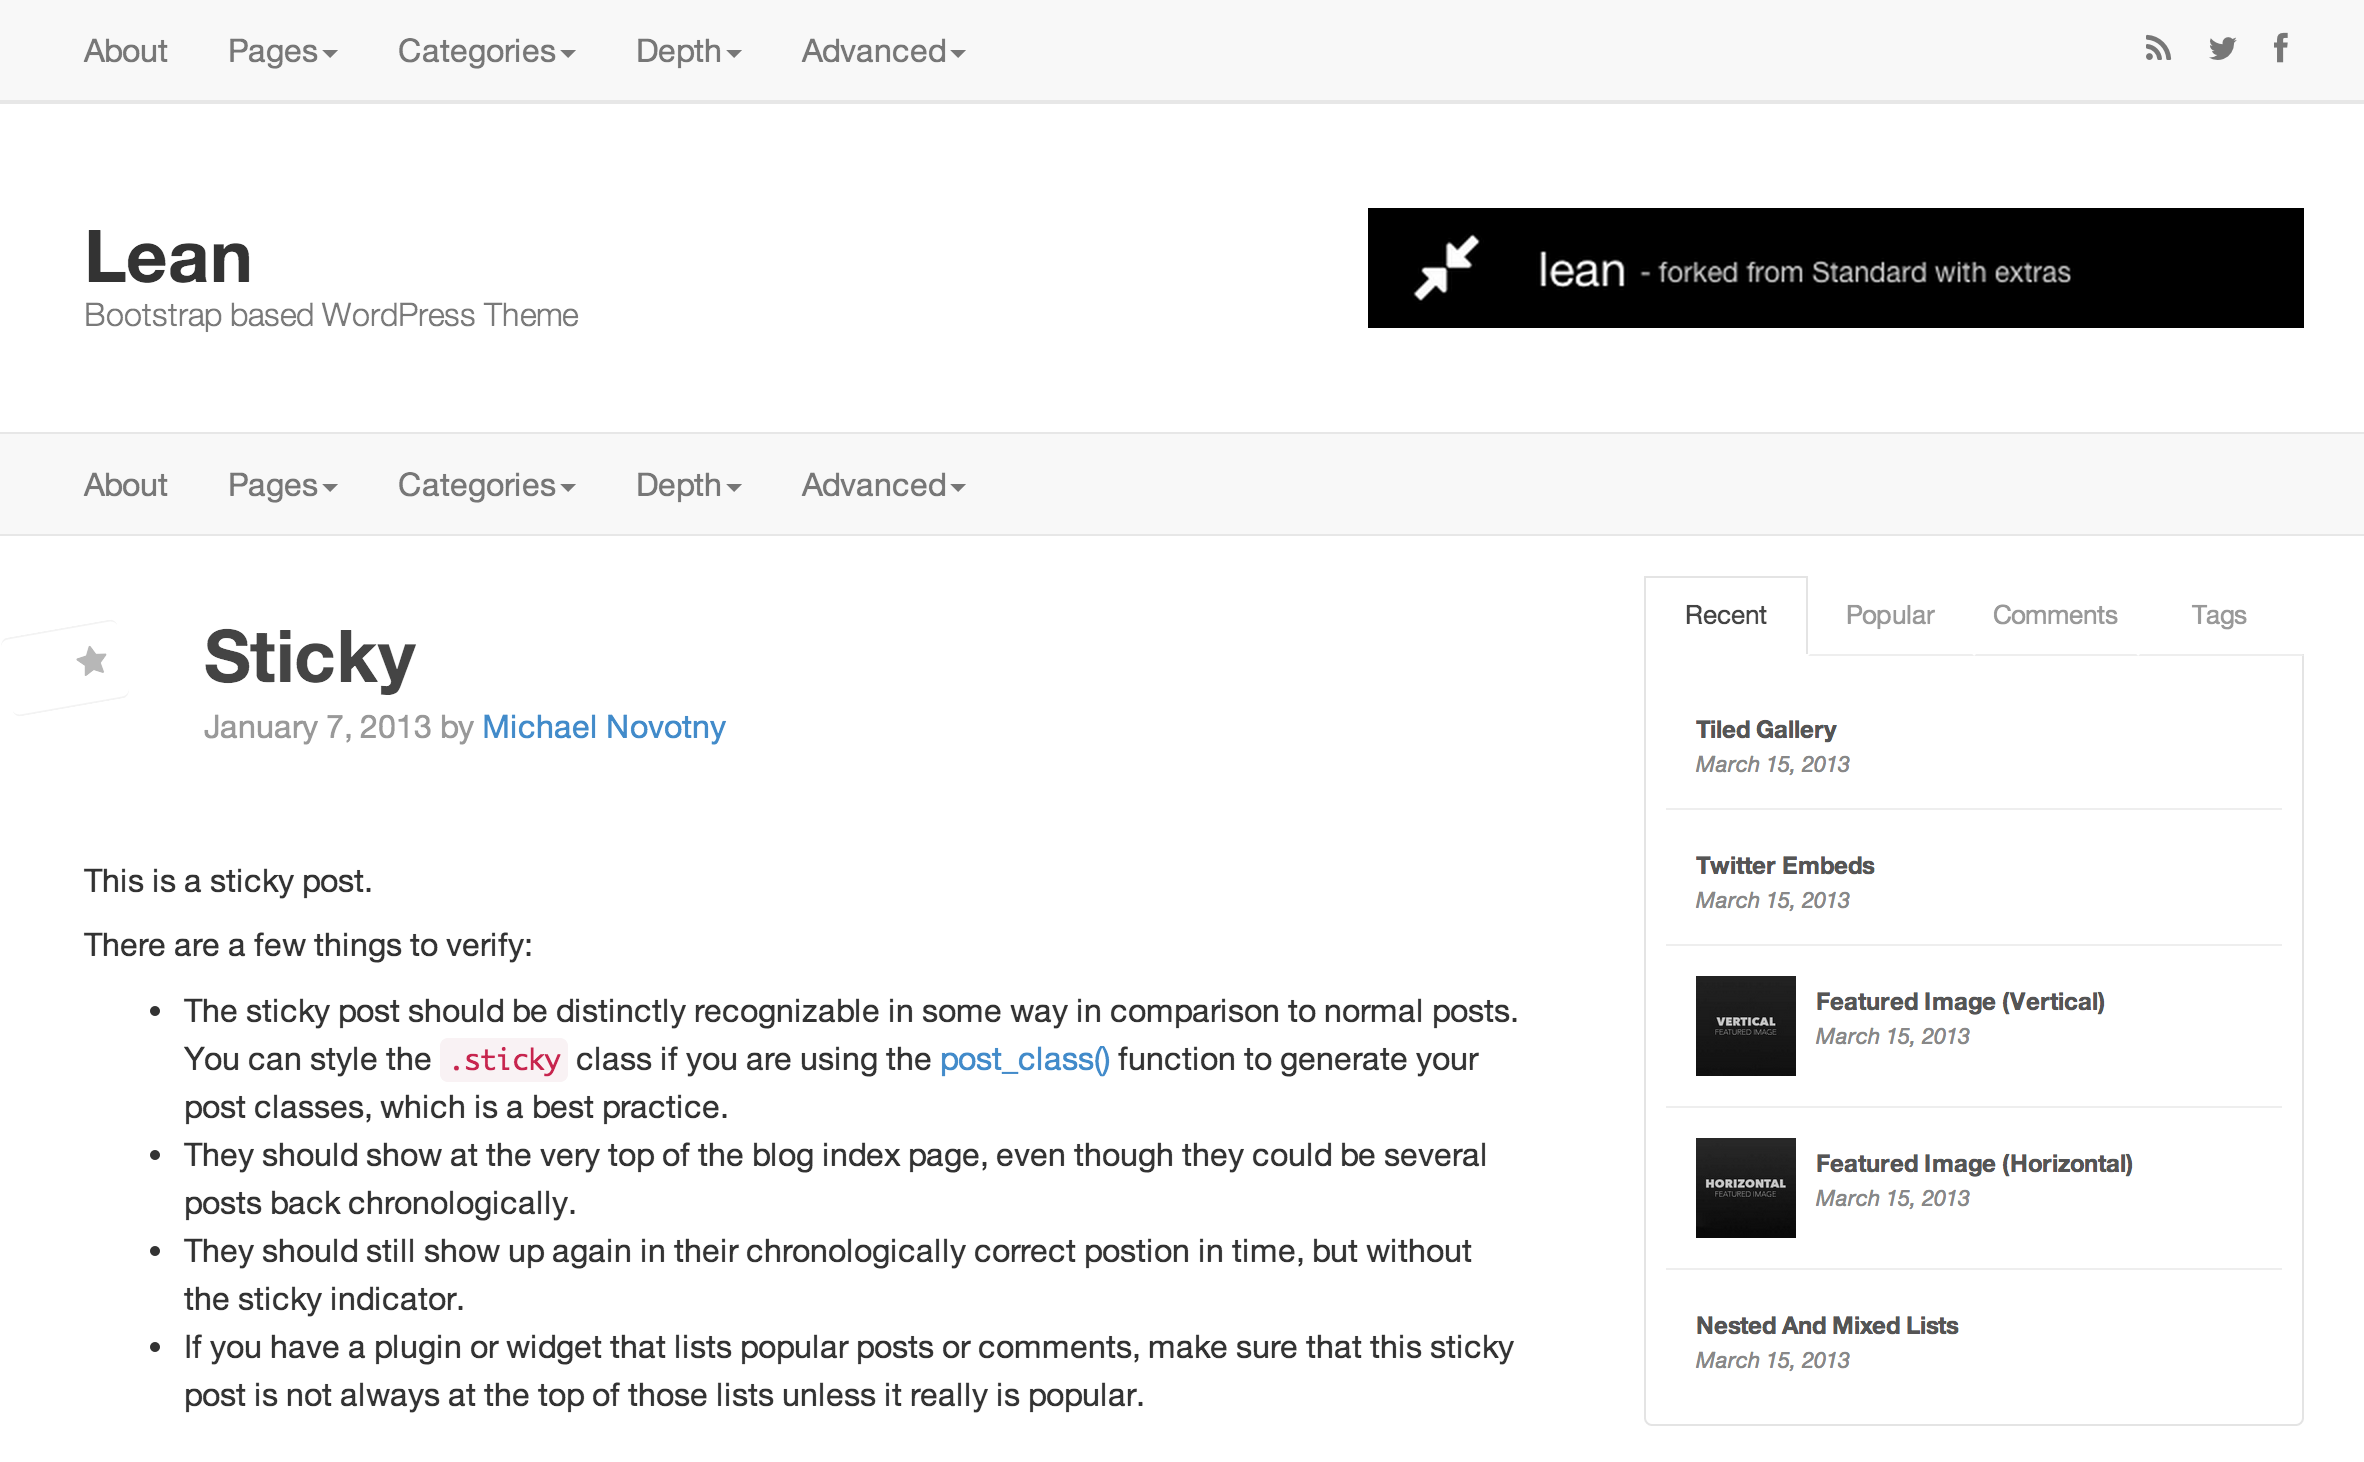 About Pages Categories Depth Advanced
Lean
Bootstrap based WordPress Theme
lean - forked from Standard with extras
About Pages Categories Depth Advanced
Sticky
January 7, 2013 by Michael Novotny
This is a sticky post.
There are a few things to verify:
• The sticky post should be distinctly recognizable in some way in comparison to normal posts.
You can style the .sticky class if you are using the post_class() function to generate your
post classes, which is a best practice.
• They should show at the very top of the blog index page, even though they could be several
posts back chronologically.
• They should still show up again in their chronologically correct postion in time, but without
the sticky indicator.
• If you have a plugin or widget that lists popular posts or comments, make sure that this sticky
post is not always at the top of those lists unless it really is popular.
Recent Popular Comments Tags
Tiled Gallery
March 15, 2013
Twitter Embeds
March 15, 2013
VERTICAL
FEATURED IMAGE
Featured Image (Vertical)
March 15, 2013
HORIZONTAL
FEATURED IMAGE
Featured Image (Horizontal)
March 15, 2013
Nested And Mixed Lists
March 15, 2013